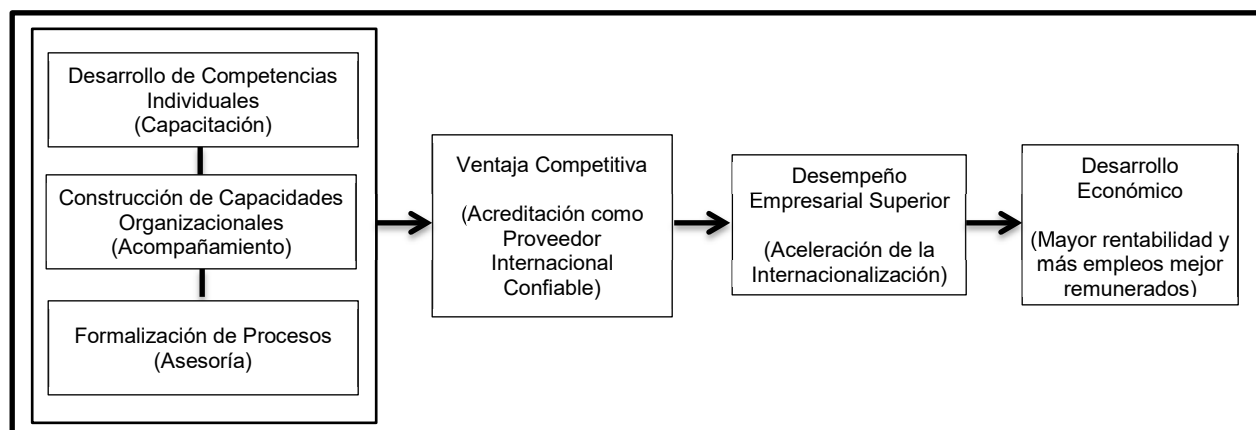 Desarrollo de Competencias
Individuales
(Capacitación)
Construcción de Capacidades
Organizacionales
(Acompañamiento)
Formalización de Procesos
(Asesoría)
Ventaja Competitiva
(Acreditación como
Proveedor
Internacional
Confiable)
Desempeño
Empresarial Superior
(Aceleración de la
Internacionalización)
Desarrollo
Económico
(Mayor rentabilidad y
más empleos mejor
remunerados)